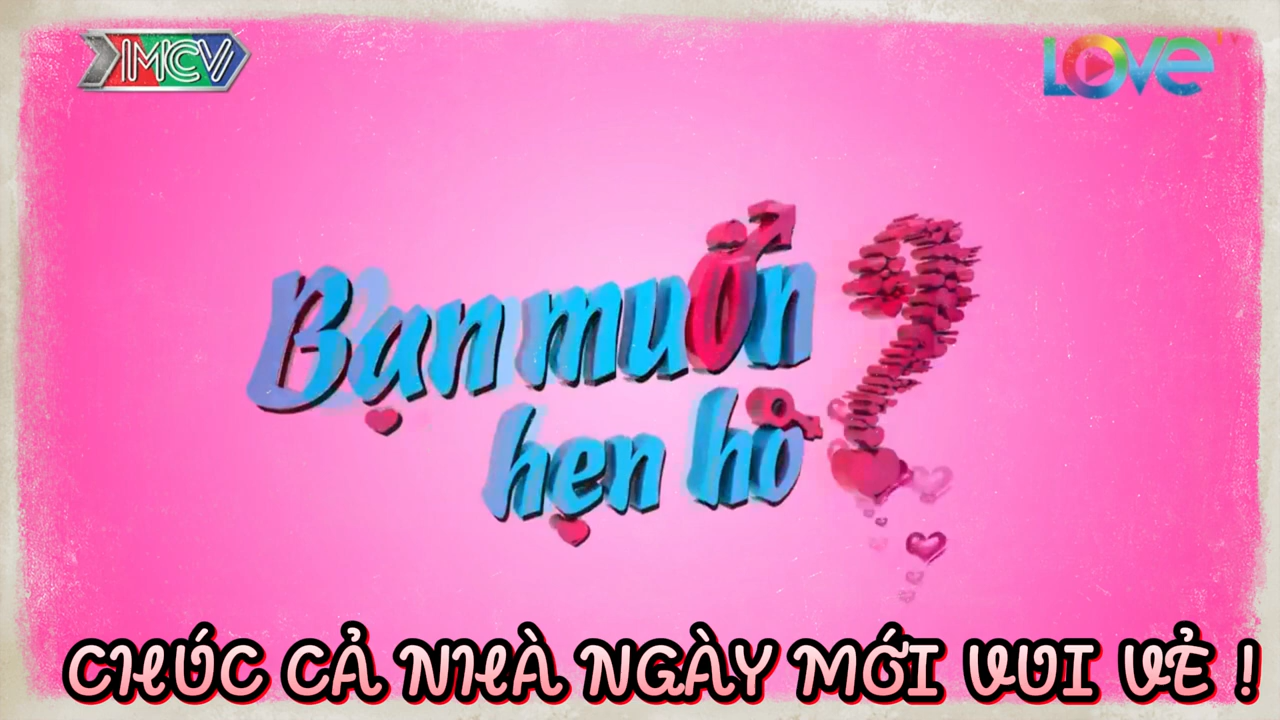 MCV
LOVe
Bạn muốn
hẹn hò?
CHÚC CẢ NHÀ NGÀY MỚI VUI VẺ !